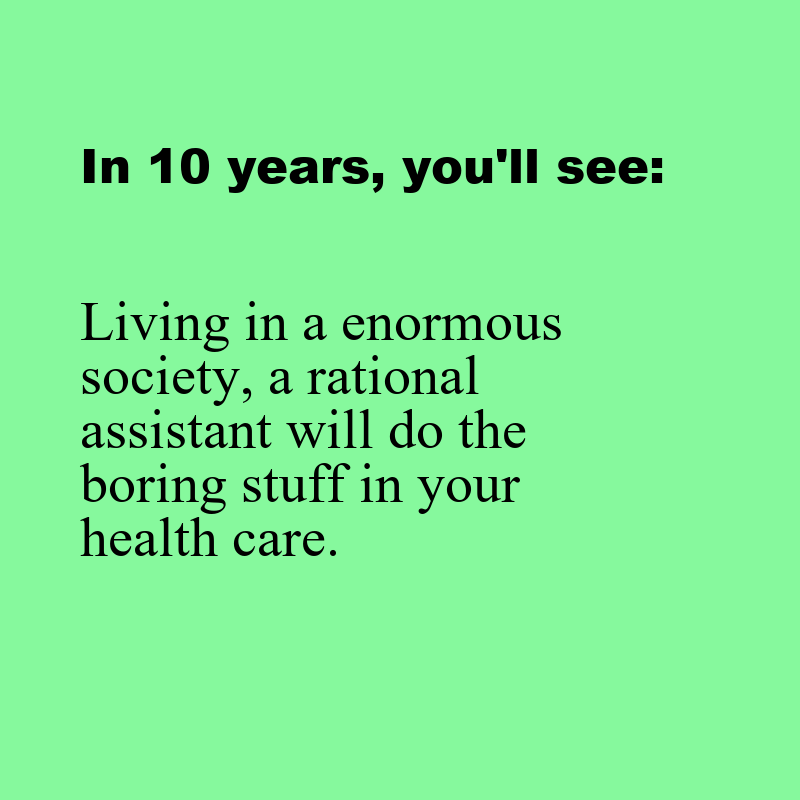 In 10 years, you'll see:
Living in a enormous
society, a rational
assistant will do the
boring stuff in your
health care.